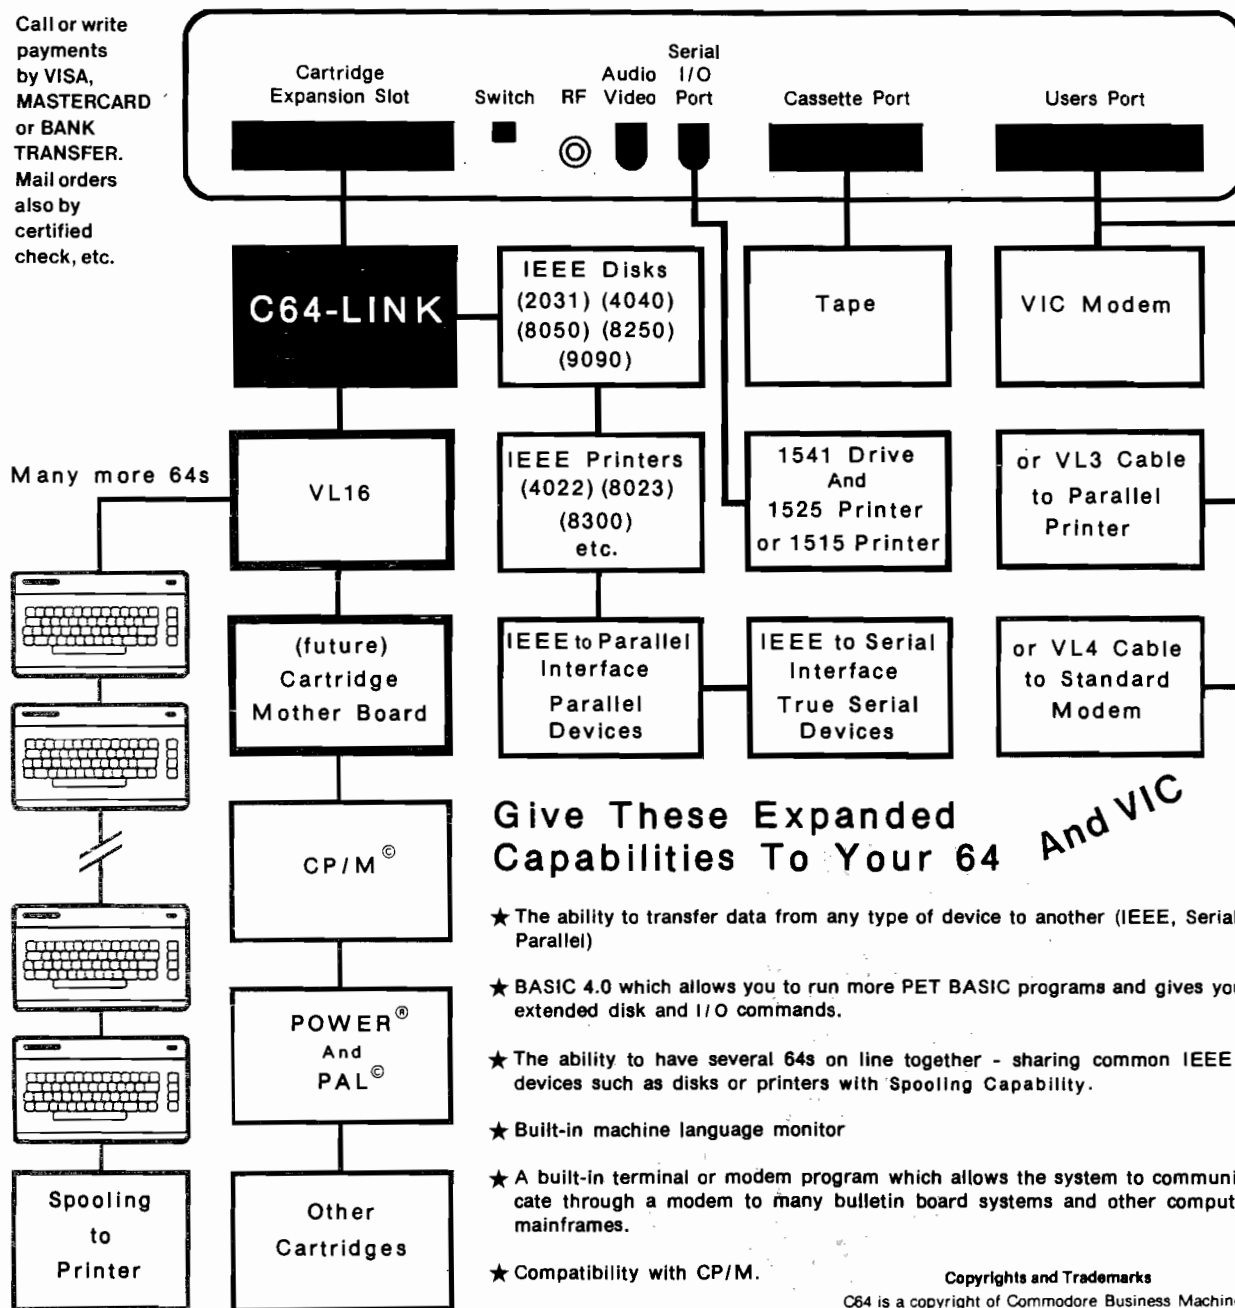 Call or write
payments
by VISA,
MASTERCARD
or BANK
TRANSFER.
Mail orders
also by
certified
check, etc.
Cartridge
Expansion Slot
Switch
RF
Audio
Video
Serial
I/O
Port
Cassette Port
Users Port
C64-LINK
IEEE Disks
(2031) (4040)
(8050) (8250)
(9090)
Tape
VIC Modem
Many more 64s
VL16
IEEE Printers
(4022) (8023)
(8300)
etc.
1541 Drive
And
1525 Printer
or 1515 Printer
or VL3 Cable
to Parallel
Printer
(future)
Cartridge
Mother Board
IEEE to Parallel
Interface
Parallel
Devices
IEEE to Serial
Interface
True Serial
Devices
or VL4 Cable
to Standard
Modem
CP/M©
POWER®
And
PAL©
Spooling
to
Printer
Other
Cartridges
Give These Expanded
Capabilities To Your 64
And VIC
★ The ability to transfer data from any type of device to another (IEEE, Serial
Parallel)
★ BASIC 4.0 which allows you to run more PET BASIC programs and gives you
extended disk and I/O commands.
★ The ability to have several 64s on line together - sharing common IEEE
devices such as disks or printers with Spooling Capability.
★ Built-in machine language monitor
★ A built-in terminal or modem program which allows the system to communi
cate through a modem to many bulletin board systems and other comput
mainframes.
★ Compatibility with CP/M.
Copyrights and Trademarks
C64 is a copyright of Commodore Business Machin